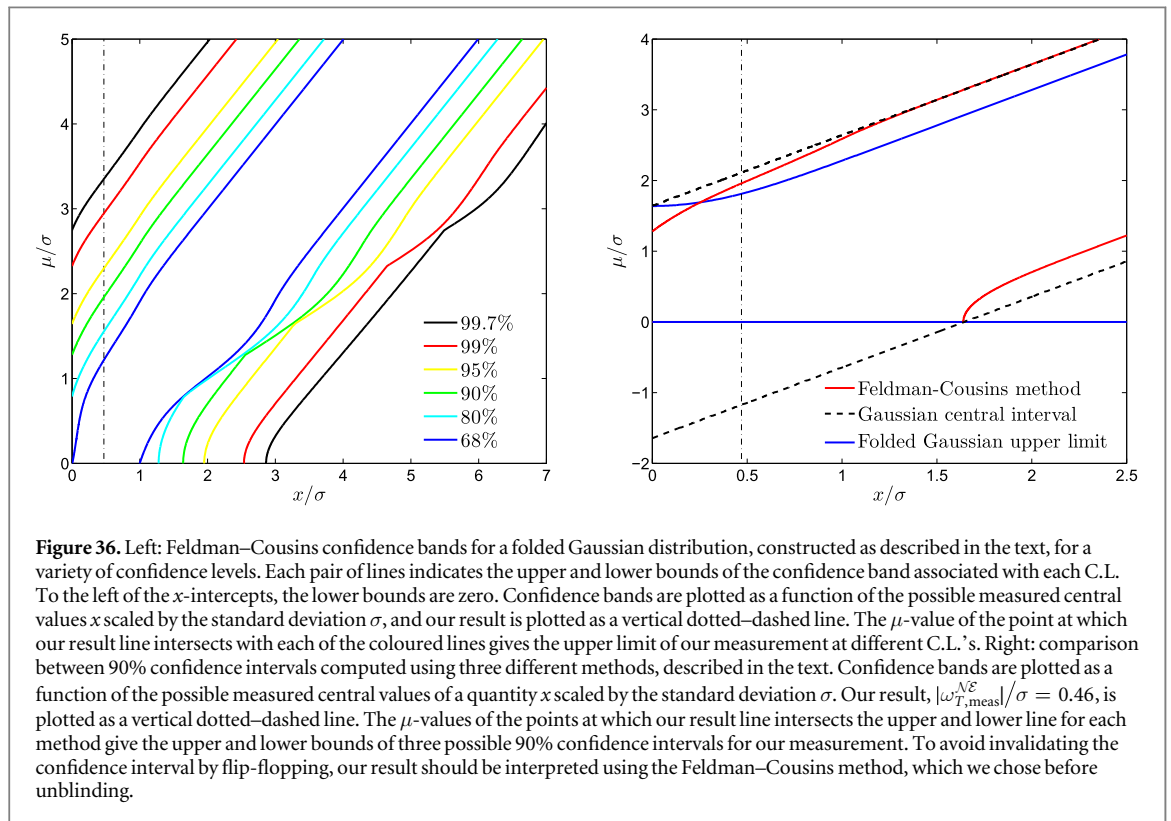 5
4
3
2
1
0
μ/σ
0 1 2 3 4 5 6 7
x/σ
99.7%
99%
95%
90%
80%
68%
4
3
2
1
0
−1
−2
μ/σ
0 0.5 1 1.5 2 2.5
x/σ
Feldman-Cousins method
Gaussian central interval
Folded Gaussian upper limit
Figure 36. Left: Feldman–Cousins confidence bands for a folded Gaussian distribution, constructed as described in the text, for a
variety of confidence levels. Each pair of lines indicates the upper and lower bounds of the confidence band associated with each C.L.
To the left of the x-intercepts, the lower bounds are zero. Confidence bands are plotted as a function of the possible measured central
values x scaled by the standard deviation σ, and our result is plotted as a vertical dotted–dashed line. The μ-value of the point at which
our result line intersects with each of the coloured lines gives the upper limit of our measurement at different C.L.'s. Right: comparison
between 90% confidence intervals computed using three different methods, described in the text. Confidence bands are plotted as a
function of the possible measured central values of a quantity x scaled by the standard deviation σ. Our result, |ω^{𝒩ℰ}_{T,meas}|/σ = 0.46, is
plotted as a vertical dotted–dashed line. The μ-values of the points at which our result line intersects the upper and lower line for each
method give the upper and lower bounds of three possible 90% confidence intervals for our measurement. To avoid invalidating the
confidence interval by flip-flopping, our result should be interpreted using the Feldman–Cousins method, which we chose before
unblinding.